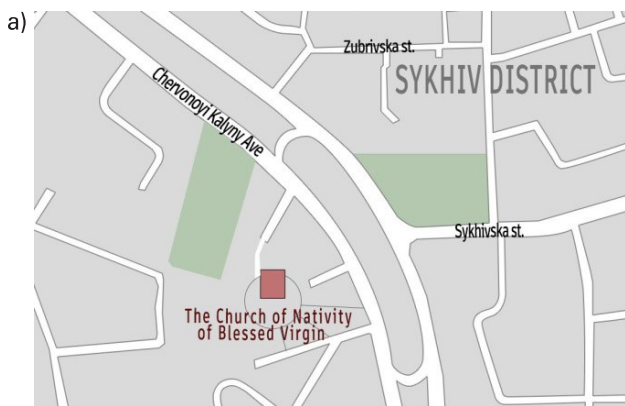 a)
Zubrivska st.
SYKHIV DISTRICT
Chervonoyi Kalyny Ave
Sykhivska st.
The Church of Nativity
of Blessed Virgin